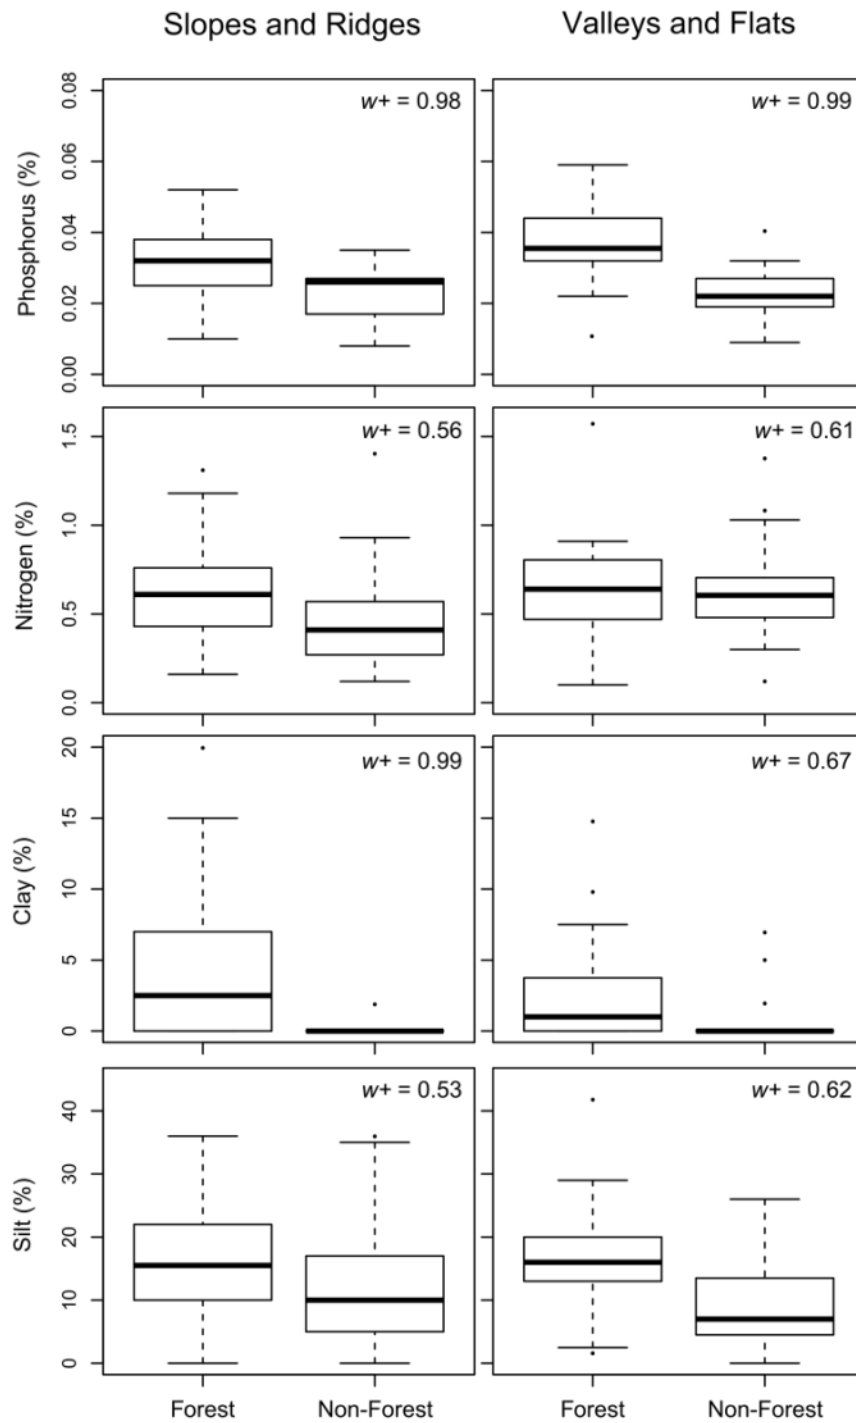 Slopes and Ridges Valleys and Flats
Phosphorus (%)
0.08
0.06
0.04
0.02
0.00
w+ = 0.98
w+ = 0.99
Nitrogen (%)
1.5
1.0
0.5
0.0
w+ = 0.56
w+ = 0.61
Clay (%)
20
15
10
5
0
w+ = 0.99
w+ = 0.67
Silt (%)
40
30
20
10
0
w+ = 0.53
w+ = 0.62
Forest Non-Forest Forest Non-Forest